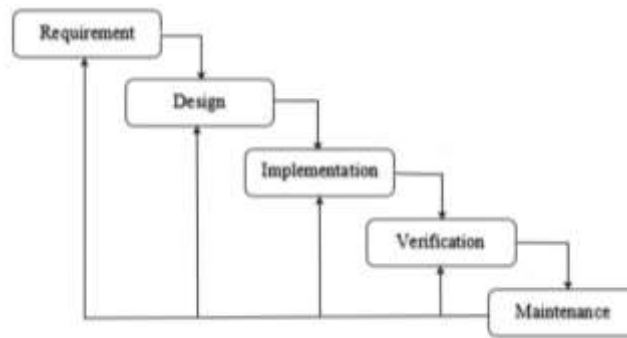 Requirement
Design
Implementation
Verification
Maintenance